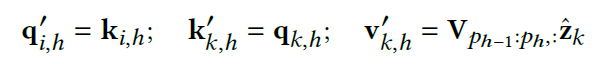 q′_{i,h} = k_{i,h}; k′_{k,h} = q_{k,h}; v′_{k,h} = V_{p_{h−1}:p_h,:} ẑ_k